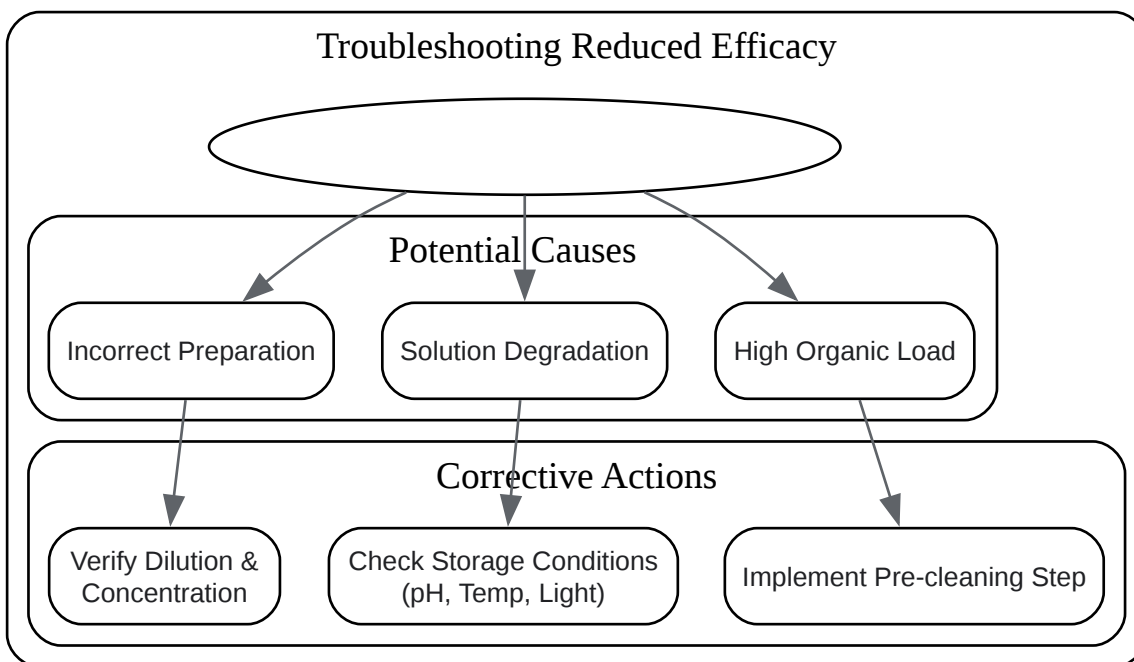 Troubleshooting Reduced Efficacy
Potential Causes
Incorrect Preparation
Solution Degradation
High Organic Load
Corrective Actions
Verify Dilution &
Concentration
Check Storage Conditions
(pH, Temp, Light)
Implement Pre-cleaning Step